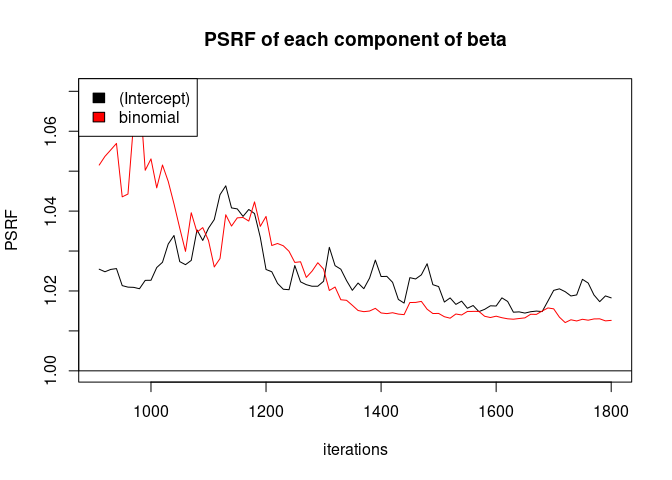 PSRF of each component of beta
(Intercept)
binomial
PSRF
1.06
1.04
1.02
1.00
1000 1200 1400 1600 1800
iterations